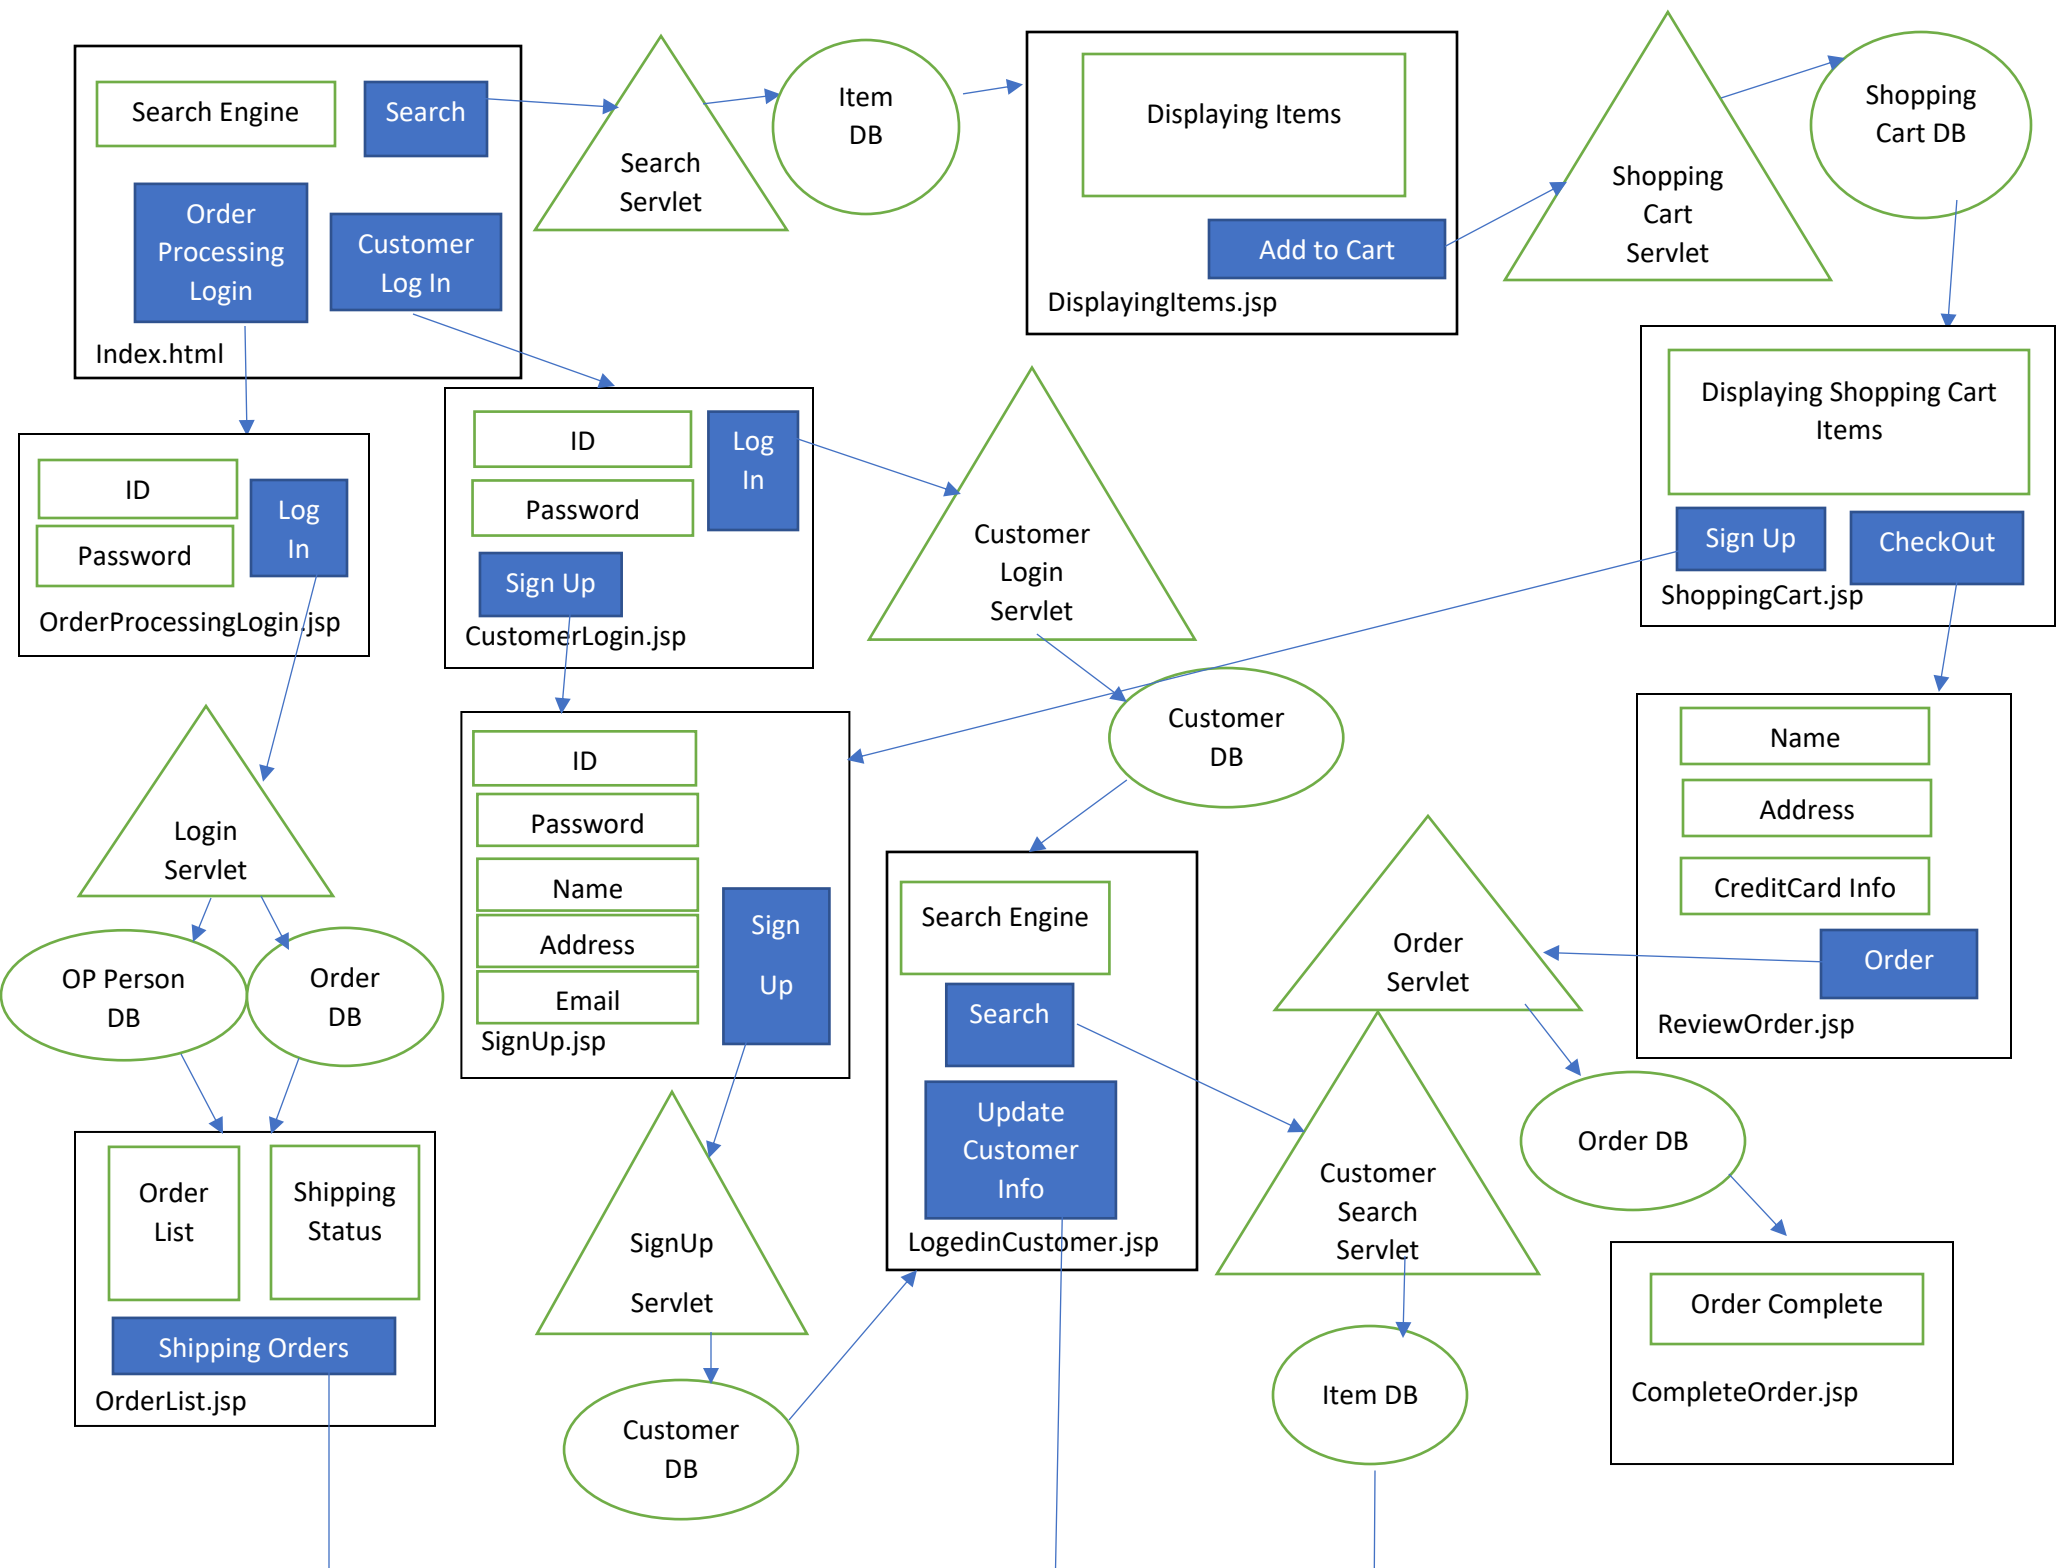 Search Engine
Search
Order
Processing
Login
Customer
Log In
Index.html
Search
Servlet
Item
DB
Displaying Items
Add to Cart
DisplayingItems.jsp
Shopping
Cart
Servlet
Shopping
Cart DB
ID
Password
Log
In
OrderProcessingLogin.jsp
ID
Password
Log
In
Sign Up
CustomerLogin.jsp
Customer
Login
Servlet
Displaying Shopping Cart
Items
Sign Up
CheckOut
ShoppingCart.jsp
Login
Servlet
OP Person
DB
Order
DB
ID
Password
Name
Address
Email
Sign
Up
SignUp.jsp
Customer
DB
Name
Address
CreditCard Info
Order
ReviewOrder.jsp
Search Engine
Search
Update
Customer
Info
LogedinCustomer.jsp
Order
Servlet
Order DB
Customer
Search
Servlet
Order
List
Shipping
Status
Shipping Orders
OrderList.jsp
SignUp
Servlet
Customer
DB
Item DB
Order Complete
CompleteOrder.jsp